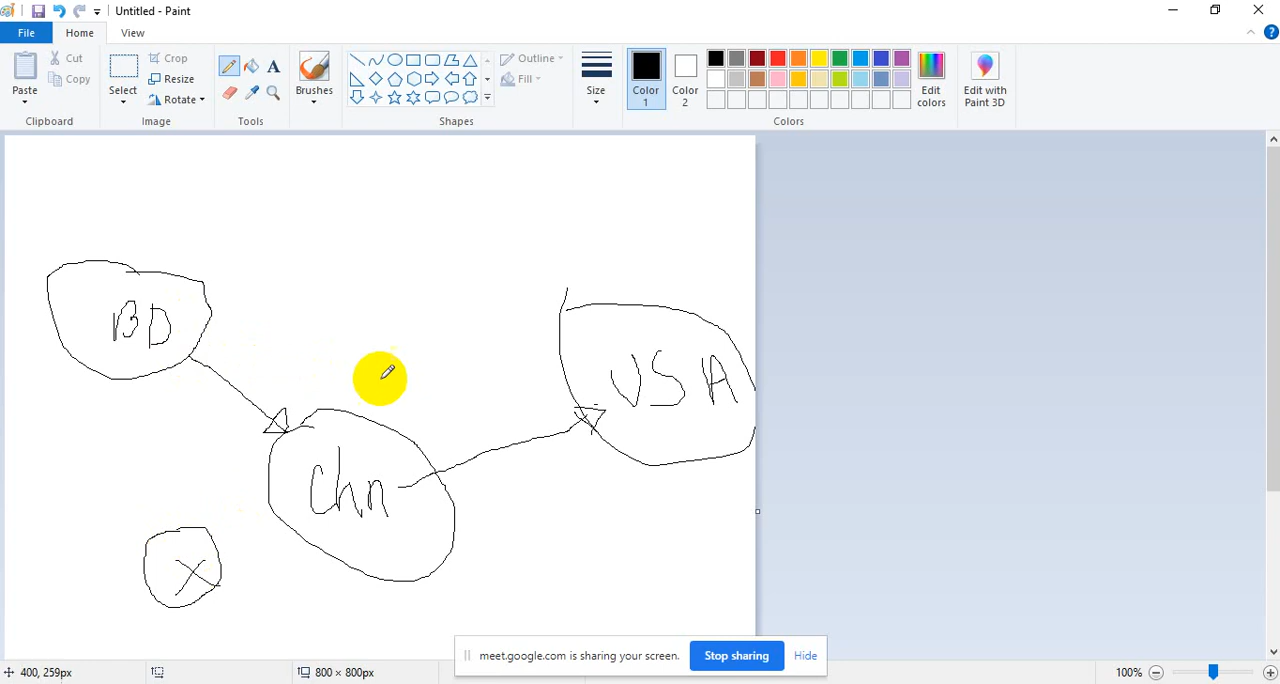 Untitled - Paint
File
Home
View
Paste
Cut
Copy
Clipboard
Select
Crop
Resize
Rotate
Image
A
Tools
Brushes
Outline
Fill
Shapes
Size
Color 1
Color 2
Edit colors
Colors
Edit with Paint 3D
BD
USA
Chn
X
meet.google.com is sharing your screen.
Stop sharing
Hide
400, 259px
800 × 800px
100%